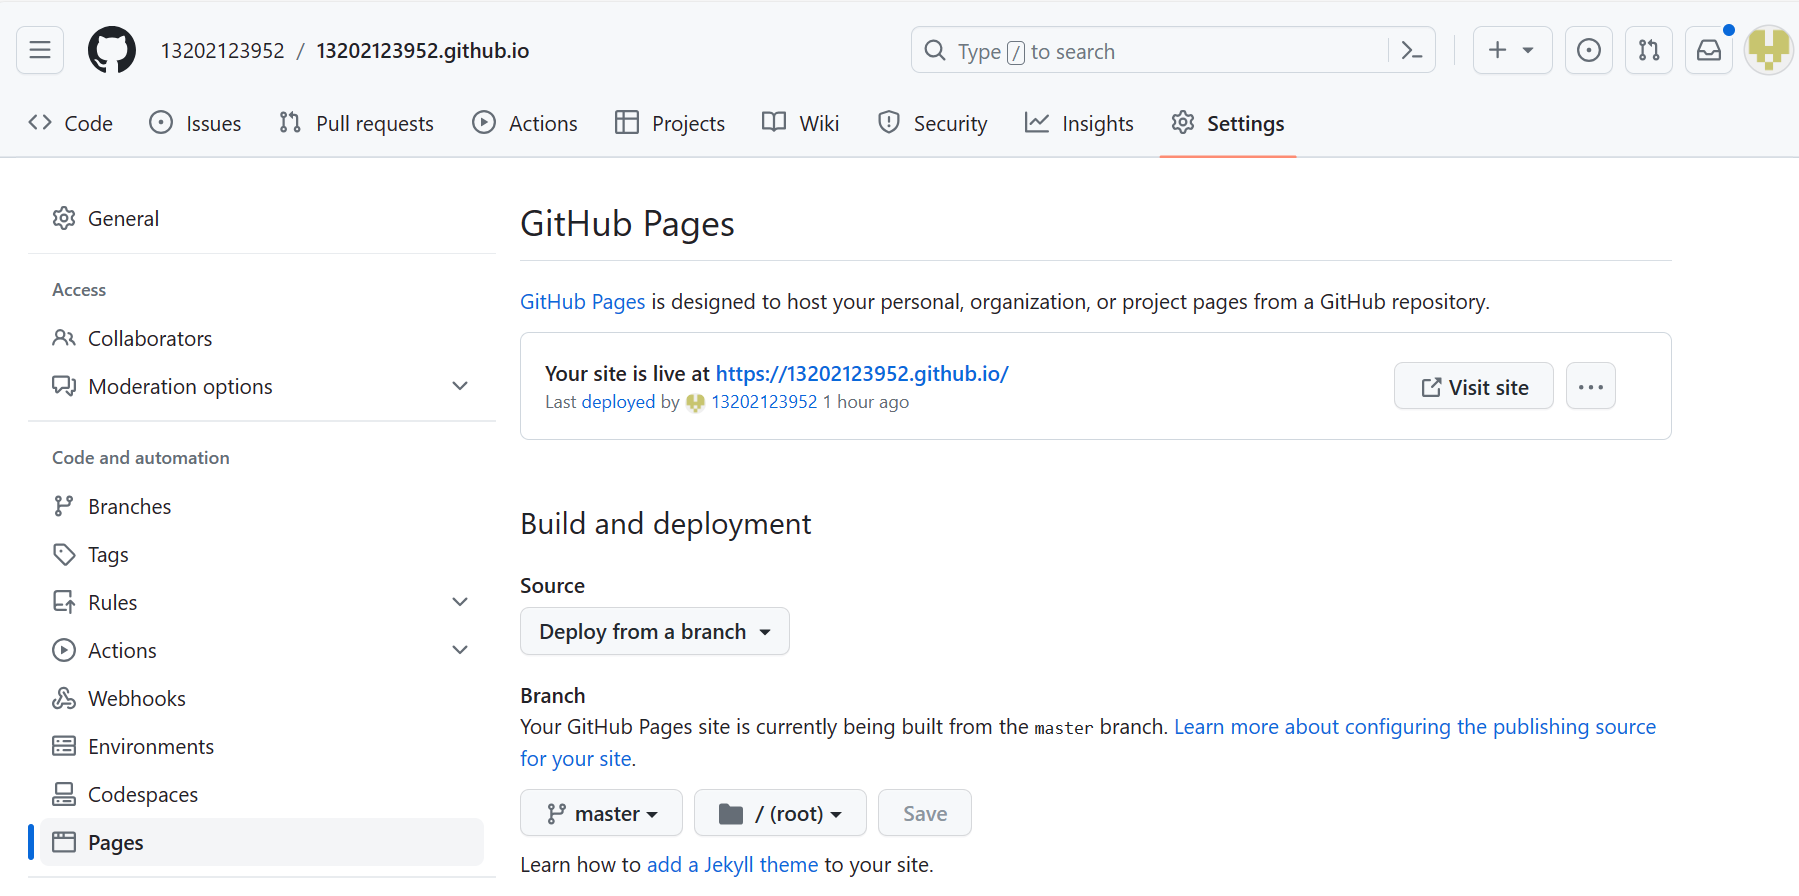 13202123952 / 13202123952.github.io
Type / to search
Code Issues Pull requests Actions Projects Wiki Security Insights Settings
General
Access
Collaborators
Moderation options
Code and automation
Branches
Tags
Rules
Actions
Webhooks
Environments
Codespaces
Pages
GitHub Pages
GitHub Pages is designed to host your personal, organization, or project pages from a GitHub repository.
Your site is live at https://13202123952.github.io/
Last deployed by 13202123952 1 hour ago
Visit site
Build and deployment
Source
Deploy from a branch
Branch
Your GitHub Pages site is currently being built from the master branch. Learn more about configuring the publishing source
for your site.
master / (root) Save
Learn how to add a Jekyll theme to your site.